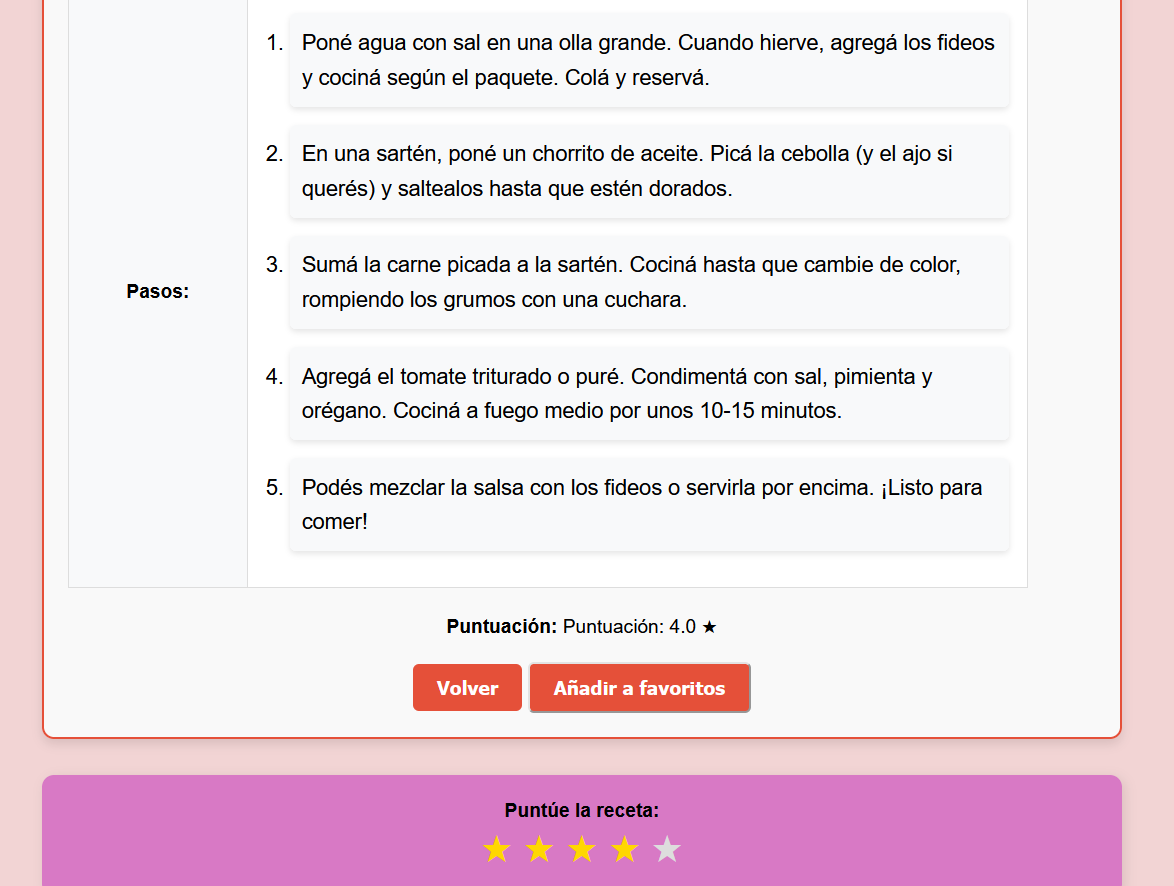 1. Poné agua con sal en una olla grande. Cuando hierve, agregá los fideos
y cociná según el paquete. Colá y reservá.
2. En una sartén, poné un chorrito de aceite. Picá la cebolla (y el ajo si
querés) y saltealos hasta que estén dorados.
Pasos:
3. Sumá la carne picada a la sartén. Cociná hasta que cambie de color,
rompiendo los grumos con una cuchara.
4. Agregá el tomate triturado o puré. Condimentá con sal, pimienta y
orégano. Cociná a fuego medio por unos 10-15 minutos.
5. Podés mezclar la salsa con los fideos o servirla por encima. ¡Listo para
comer!
Puntuación: Puntuación: 4.0 ★
Volver
Añadir a favoritos
Puntúe la receta: